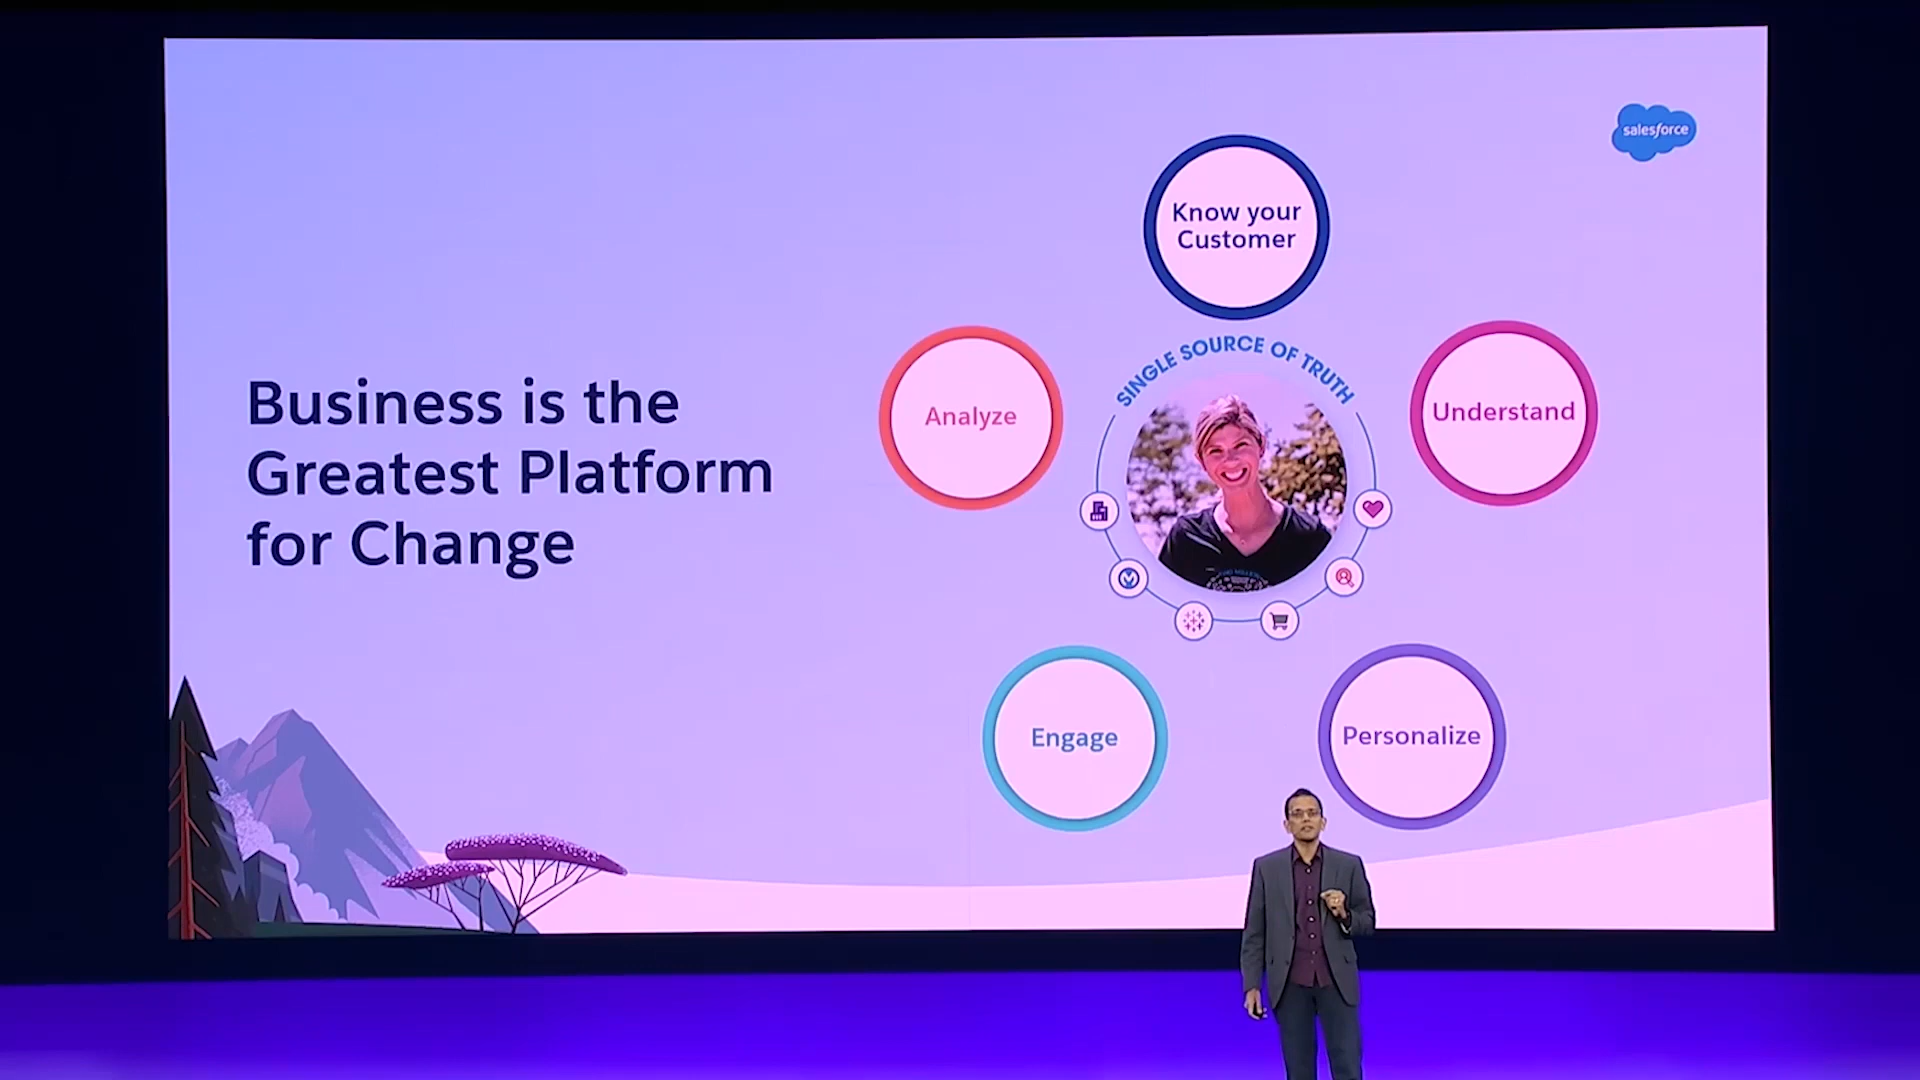 salesforce
Know your
Customer
SINGLE SOURCE OF TRUTH
Analyze
Understand
Business is the
Greatest Platform
for Change
Engage
Personalize